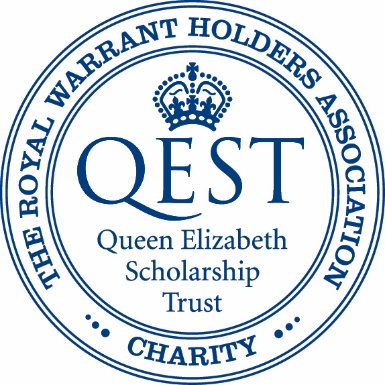 THE ROYAL WARRANT HOLDERS ASSOCIATION
QEST
Queen Elizabeth
Scholarship
Trust
CHARITY